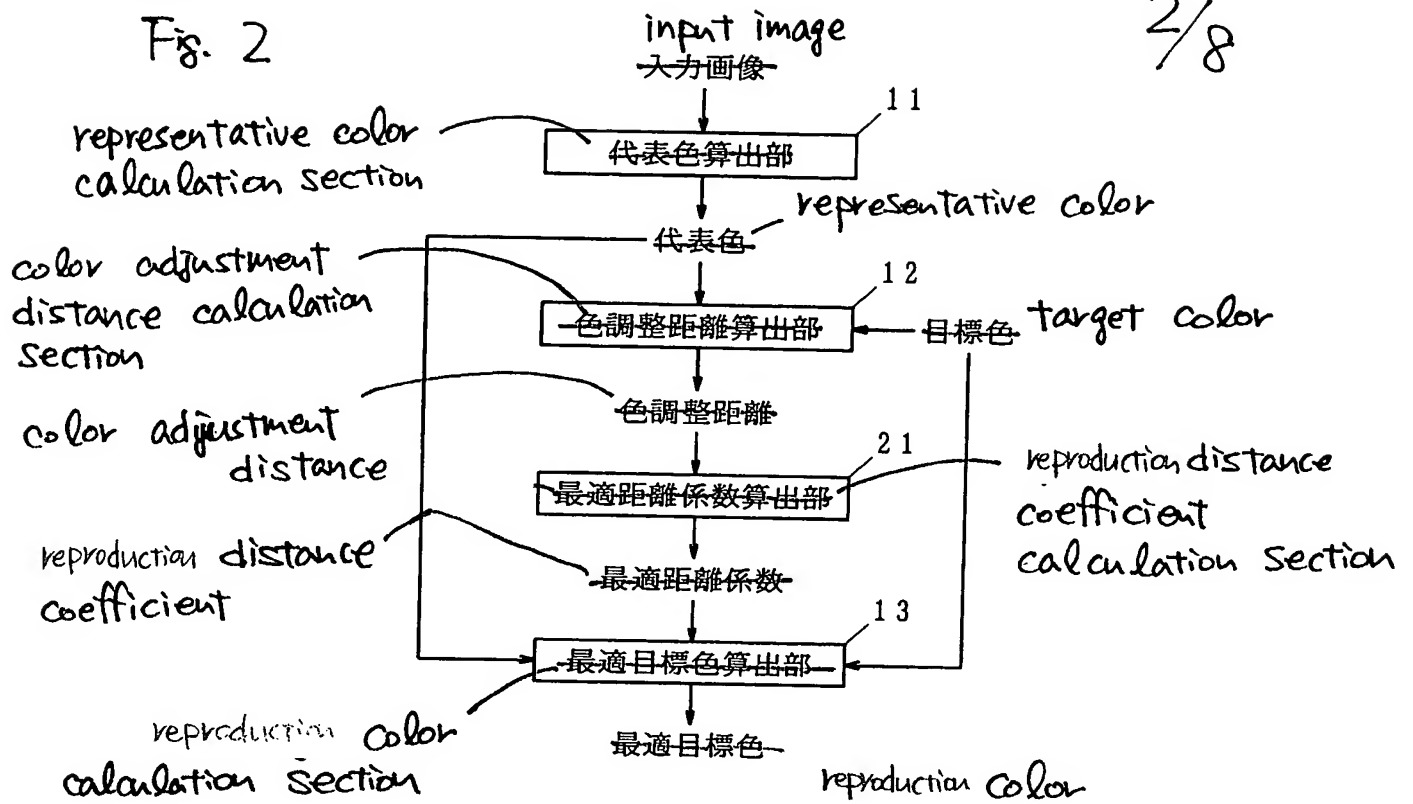 Fig. 2
2/8
input image
入力画像
11
representative color
calculation section
代表色算出部
representative color
代表色
color adjustment
distance calculation
section
12
色調整距離算出部
目標色 target color
色調整距離
color adjustment
distance
21
最適距離係数算出部
reproduction distance
coefficient
calculation section
reproduction distance
coefficient
最適距離係数
13
最適目標色算出部
reproduction color
calculation section
最適目標色
reproduction color